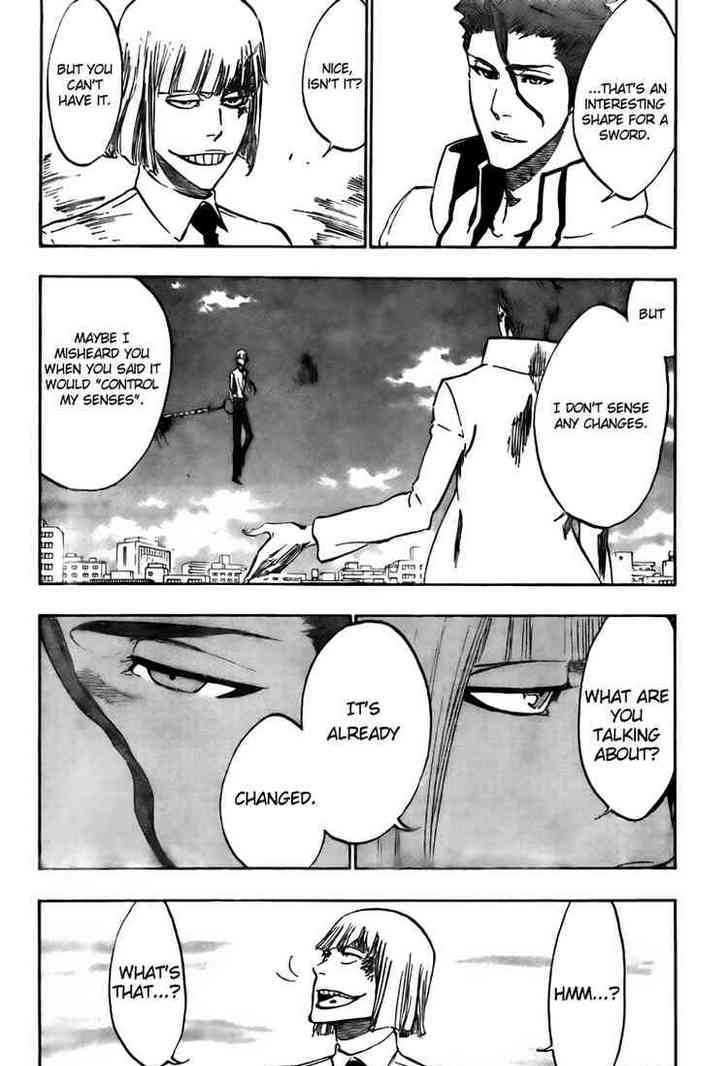 ...THAT'S AN
INTERESTING
SHAPE FOR A
SWORD.
NICE,
ISN'T IT?
BUT YOU
CAN'T
HAVE IT.
BUT
I DON'T SENSE
ANY CHANGES.
MAYBE I
MISHEARD YOU
WHEN YOU SAID IT
WOULD "CONTROL
MY SENSES".
WHAT ARE
YOU
TALKING
ABOUT?
IT'S
ALREADY
CHANGED.
HMM...?
WHAT'S
THAT...?